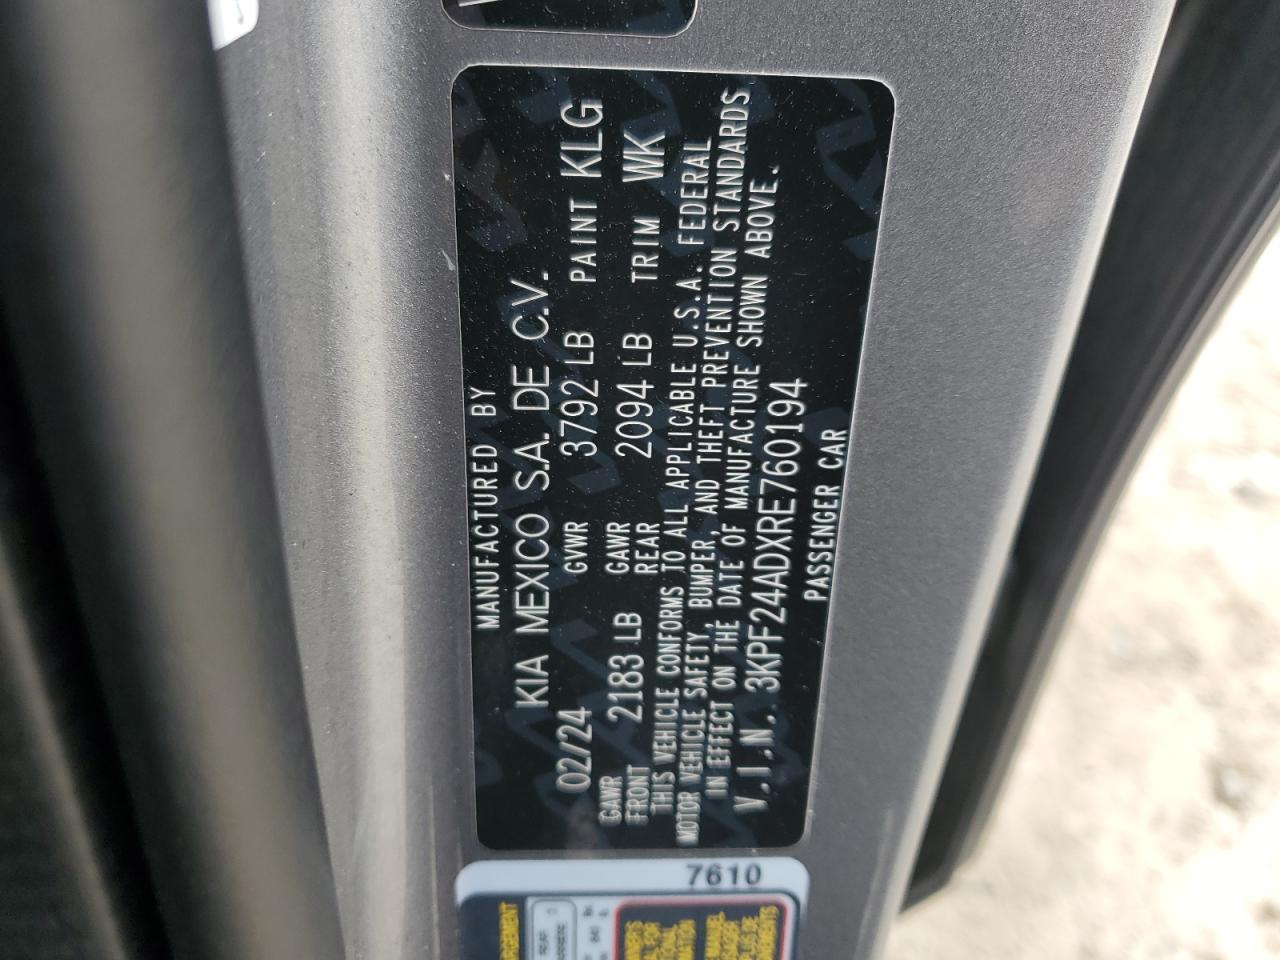 MANUFACTURED BY
KIA MEXICO S.A. DE C.V.
02/24 GVWR 3792 LB PAINT KLG
GAWR FRONT 2183 LB GAWR REAR 2094 LB TRIM WK
THIS VEHICLE CONFORMS TO ALL APPLICABLE U.S.A. FEDERAL
MOTOR VEHICLE SAFETY, BUMPER, AND THEFT PREVENTION STANDARDS
IN EFFECT ON THE DATE OF MANUFACTURE SHOWN ABOVE.
V.I.N. 3KPF24ADXRE760194
PASSENGER CAR
7610